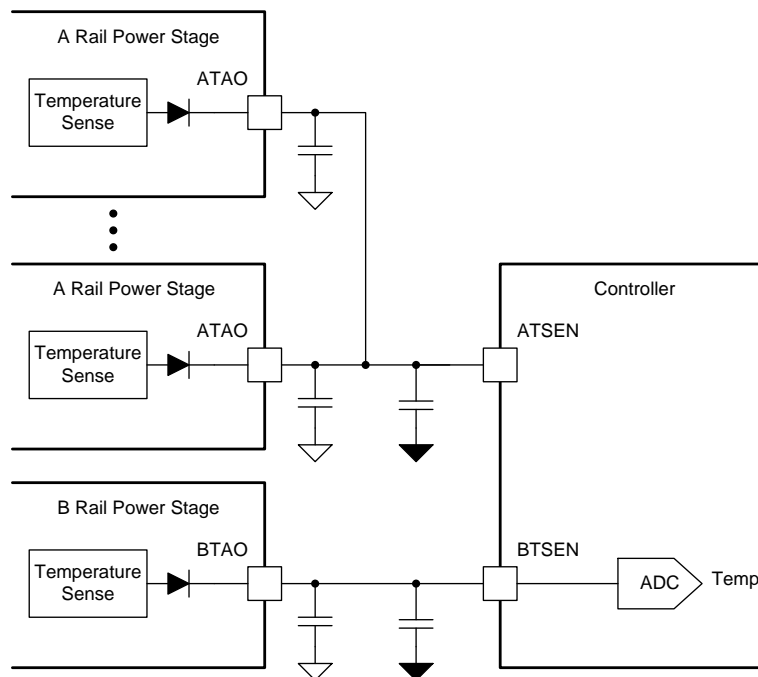 A Rail Power Stage
ATAO
Temperature
Sense
A Rail Power Stage
Controller
ATAO
ATSEN
Temperature
Sense
B Rail Power Stage
BTAO
BTSEN
Temperature
Sense
ADC
Temp